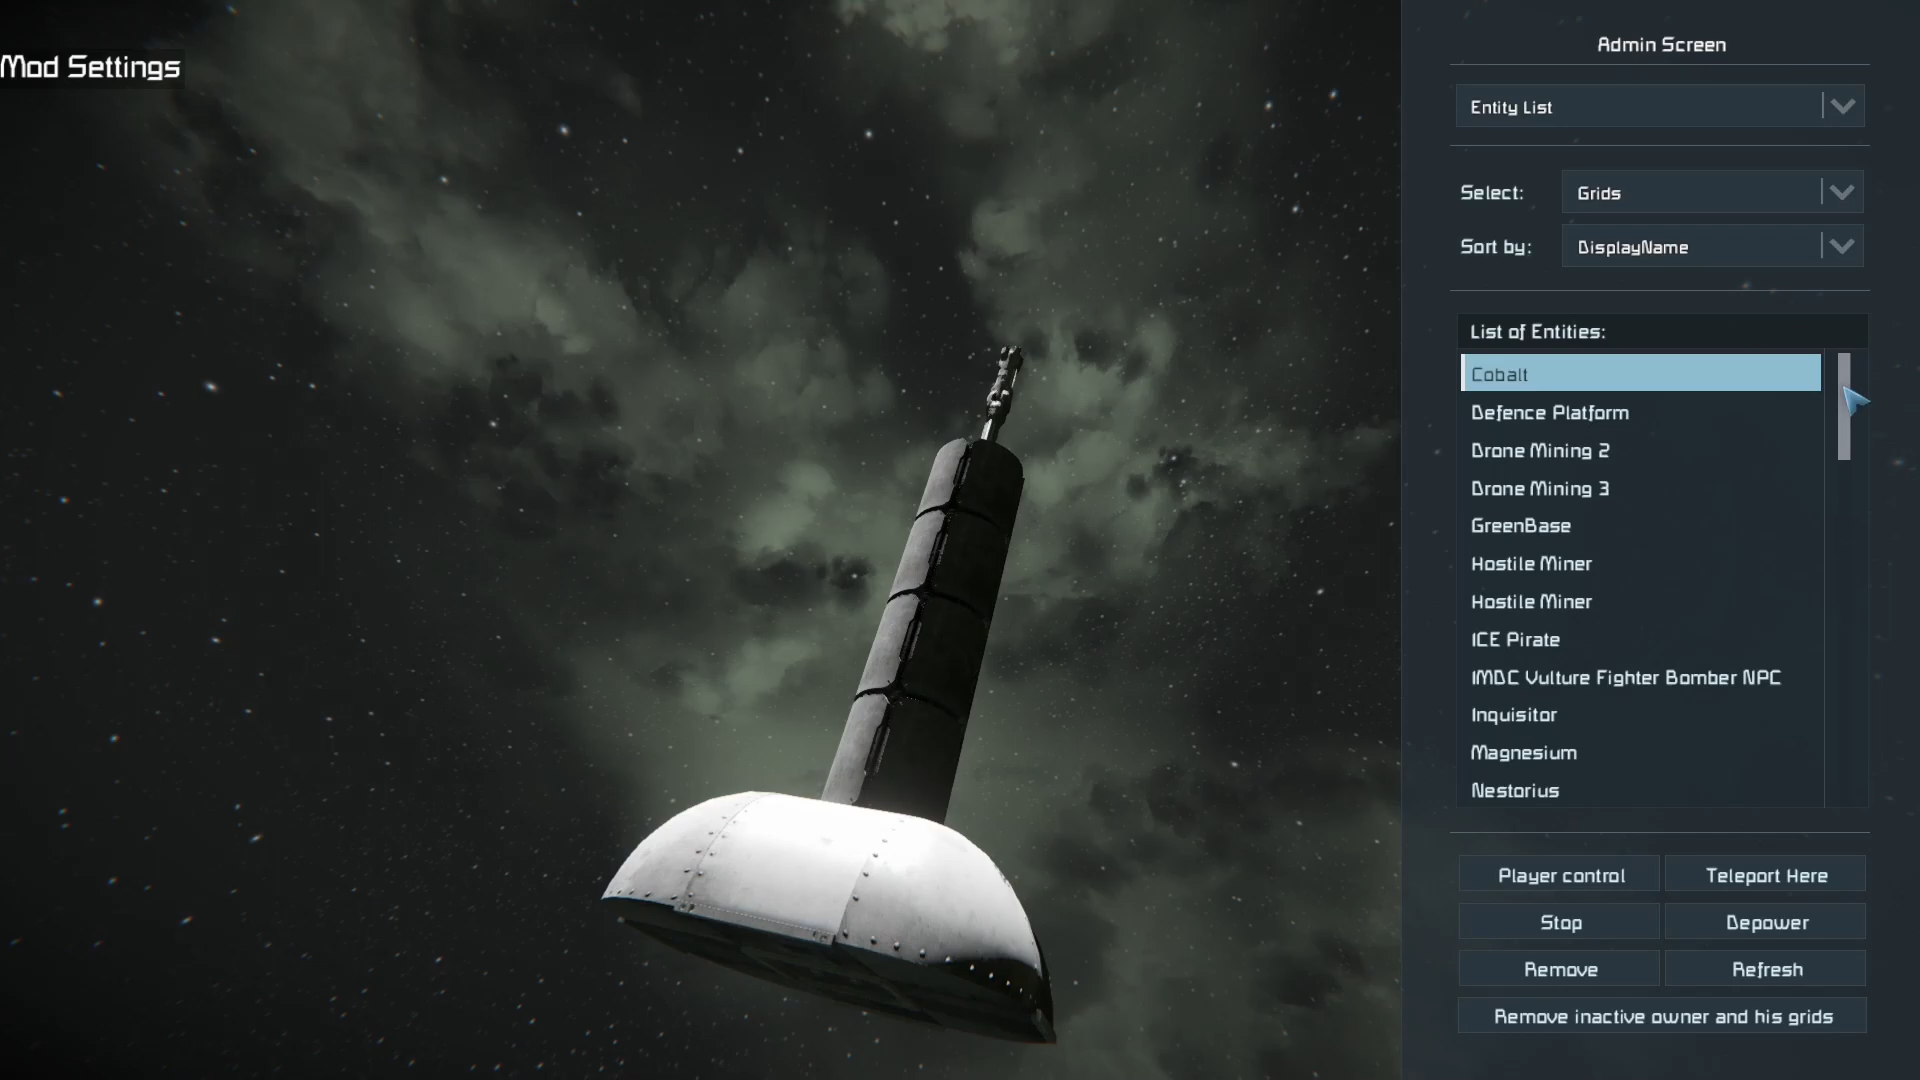 Mod Settings
Admin Screen
Entity List
Select: Grids
Sort by: DisplayName
List of Entities:
Cobalt
Defence Platform
Drone Mining 2
Drone Mining 3
GreenBase
Hostile Miner
Hostile Miner
ICE Pirate
IMDC Vulture Fighter Bomber NPC
Inquisitor
Magnesium
Nestorius
Player control Teleport Here
Stop Depower
Remove Refresh
Remove inactive owner and his grids